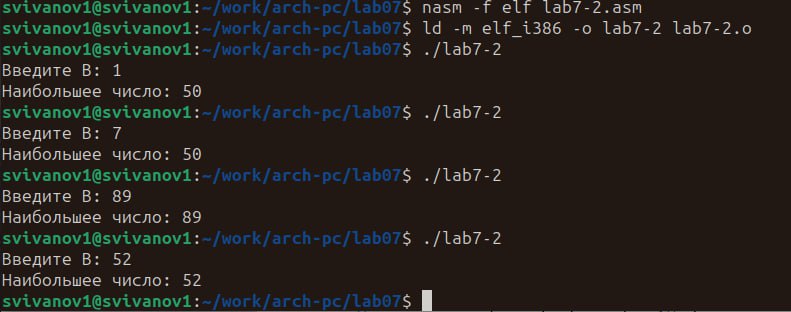 svivanov1@svivanov1:~/work/arch-pc/lab07$ nasm -f elf lab7-2.asm
svivanov1@svivanov1:~/work/arch-pc/lab07$ ld -m elf_i386 -o lab7-2 lab7-2.o
svivanov1@svivanov1:~/work/arch-pc/lab07$ ./lab7-2
Введите B: 1
Наибольшее число: 50
svivanov1@svivanov1:~/work/arch-pc/lab07$ ./lab7-2
Введите B: 7
Наибольшее число: 50
svivanov1@svivanov1:~/work/arch-pc/lab07$ ./lab7-2
Введите B: 89
Наибольшее число: 89
svivanov1@svivanov1:~/work/arch-pc/lab07$ ./lab7-2
Введите B: 52
Наибольшее число: 52
svivanov1@svivanov1:~/work/arch-pc/lab07$